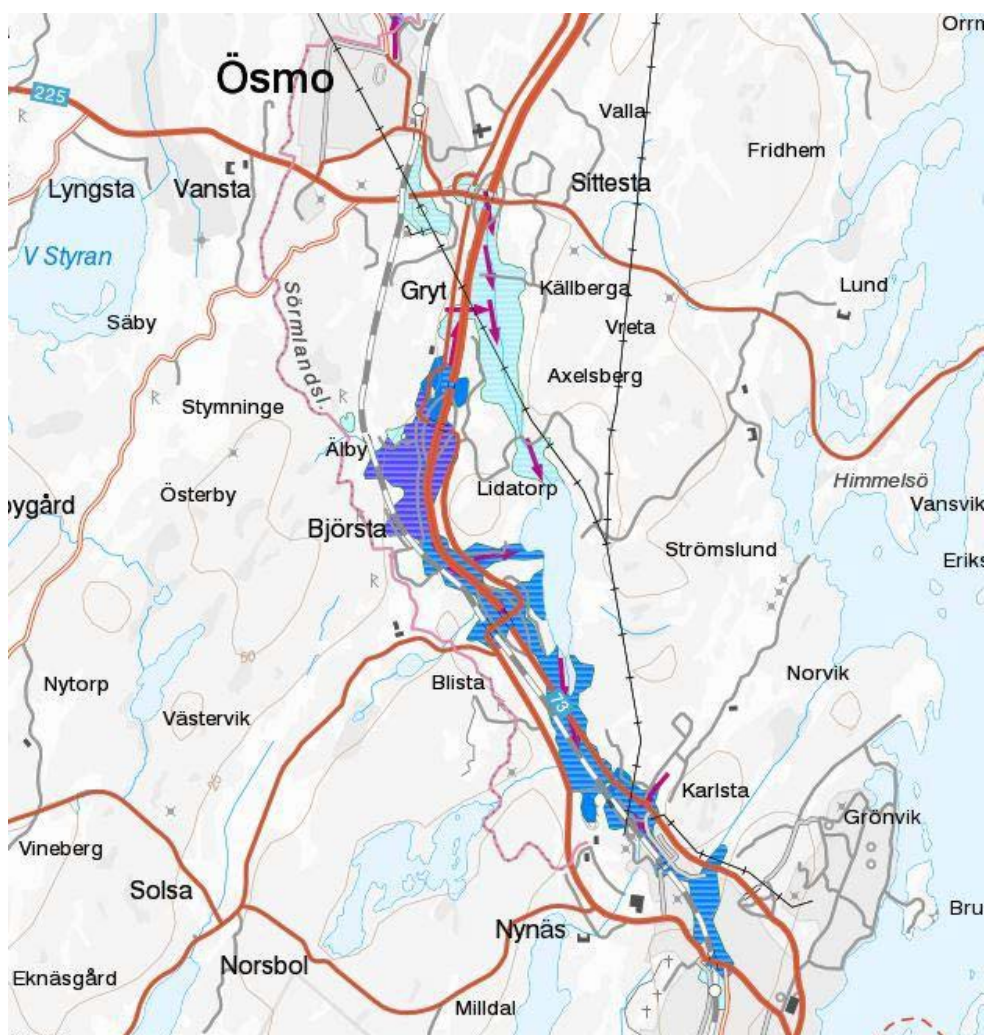 Orrn
Ösmo
225
Valla
Fridhem
Lyngsta
Vansta
Sittesta
V Styran
Gryt
Källberga
Lund
Säby
Sörmlandsl.
Vreta
Axelsberg
Stymninge
Älby
Lidatorp
Himmelsö
Österby
bygård
Vansvik
Björsta
Strömslund
Eriks
50
Norvik
Nytorp
Blista
73
Västervik
Karlsta
Grönvik
Vineberg
Solsa
Nynäs
Bru
Eknäsgård
Norsbol
Milldal